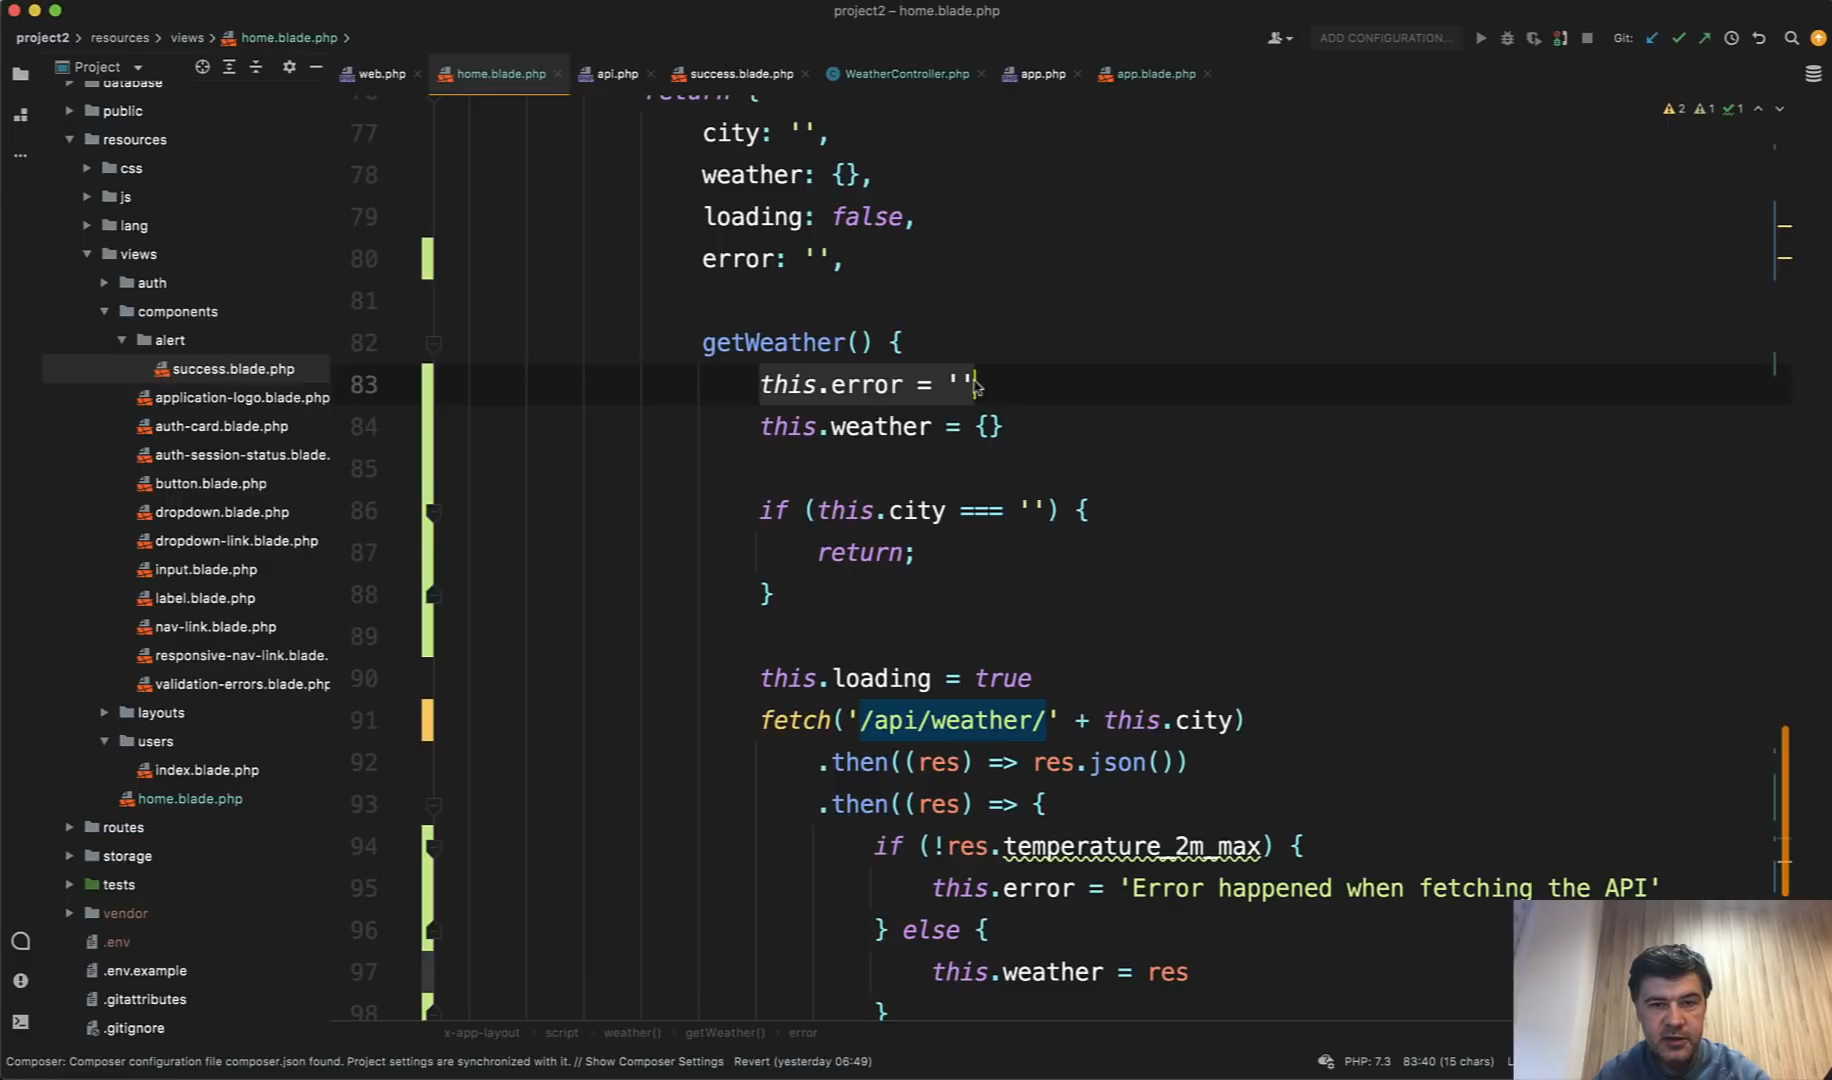 project2 – home.blade.php
project2 > resources > views > home.blade.php >
ADD CONFIGURATION...
Git:
Project
web.php
home.blade.php
api.php
success.blade.php
WeatherController.php
app.php
app.blade.php
2 1 1
database
public
resources
css
js
lang
views
auth
components
alert
success.blade.php
application-logo.blade.php
auth-card.blade.php
auth-session-status.blade.
button.blade.php
dropdown.blade.php
dropdown-link.blade.php
input.blade.php
label.blade.php
nav-link.blade.php
responsive-nav-link.blade.
validation-errors.blade.php
layouts
users
index.blade.php
home.blade.php
routes
storage
tests
vendor
.env
.env.example
.gitattributes
.gitignore
76 return {
77 city: '',
78 weather: {},
79 loading: false,
80 error: '',
81
82 getWeather() {
83 this.error = ''
84 this.weather = {}
85
86 if (this.city === '') {
87 return;
88 }
89
90 this.loading = true
91 fetch('/api/weather/' + this.city)
92 .then((res) => res.json())
93 .then((res) => {
94 if (!res.temperature_2m_max) {
95 this.error = 'Error happened when fetching the API'
96 } else {
97 this.weather = res
98 }
x-app-layout > script > weather() > getWeather() > error
Composer: Composer configuration file composer.json found. Project settings are synchronized with it. // Show Composer Settings Revert (yesterday 06:49)
PHP: 7.3 83:40 (15 chars)